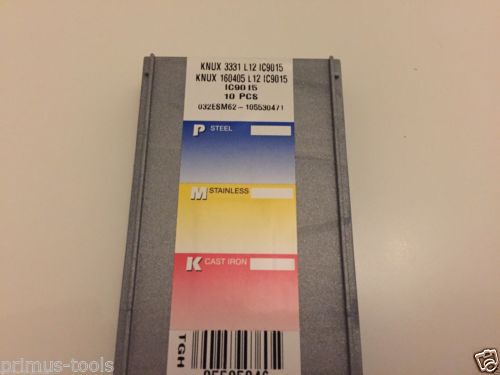 KNUX 3331 L12 IC9015
KNUX 160405 L12 IC9015
IC9015
10 PCS
032ESM62-105530471
P STEEL
M STAINLESS
K CAST IRON
TGH
primus-tools
ebay